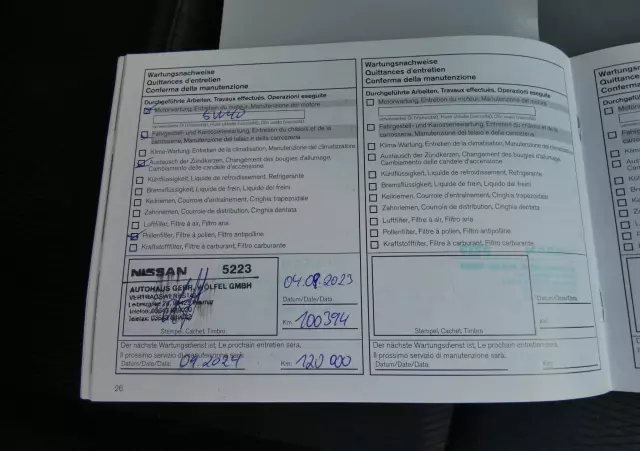 Wartungsnachweise
Quittances d'entretien
Conferma della manutenzione
Durchgeführte Arbeiten, Travaux effectués, Operazioni eseguite
Motorwartung, Entretien du moteur, Manutenzione del motore
5W40
Fahrgestell- und Karosseriewartung, Entretien du châssis et de la
carrosserie, Manutenzione del telaio e della carrozzeria
Klima-Wartung, Entretien de la climatisation, Manutenzione del climatizzatore
Austausch der Zündkerzen, Changement des bougies d'allumage,
Cambiamento delle candele d'accensione
Kühlflüssigkeit, Liquide de refroidissement, Refrigerante
Bremsflüssigkeit, Liquide de frein, Liquido dei freini
Keilriemen, Courroie d'entraînement, Cinghia trapezoidale
Zahnriemen, Courroie de distribution, Cinghia dentata
Luftfilter, Filtre à air, Filtro aria
Pollenfilter, Filtre à pollen, Filtro antipolline
Kraftstofffilter, Filtre à carburant, Filtro carburante
NISSAN 5223
AUTOHAUS GEBR. WÖLFEL GMBH
VERTRAGSWERKSTATT
Stempel, Cachet, Timbro
04.09.2023
Datum/Date/Data
Km 100394
Der nächste Wartungsdienst ist, Le prochain entretien sera,
Il prossimo servizio di manutenzione sarà,
Datum/Date/Data: 09.2024 Km: 120 000
26
Wartungsnachweise
Quittances d'entretien
Conferma della manutenzione
Durchgeführte Arbeiten, Travaux effectués, Operazioni eseguite
Motorwartung, Entretien du moteur, Manutenzione del motore
Fahrgestell- und Karosseriewartung, Entretien du châssis et de la
carrosserie, Manutenzione del telaio e della carrozzeria
Klima-Wartung, Entretien de la climatisation, Manutenzione del climatizzatore
Austausch der Zündkerzen, Changement des bougies d'allumage,
Cambiamento delle candele d'accensione
Kühlflüssigkeit, Liquide de refroidissement, Refrigerante
Bremsflüssigkeit, Liquide de frein, Liquido dei freini
Keilriemen, Courroie d'entraînement, Cinghia trapezoidale
Zahnriemen, Courroie de distribution, Cinghia dentata
Luftfilter, Filtre à air, Filtro aria
Pollenfilter, Filtre à pollen, Filtro antipolline
Kraftstofffilter, Filtre à carburant, Filtro carburante
Stempel, Cachet, Timbro
Datum/Date/Data
Km
Der nächste Wartungsdienst ist, Le prochain entretien sera,
Il prossimo servizio di manutenzione sarà,
Datum/Date/Data: Km: